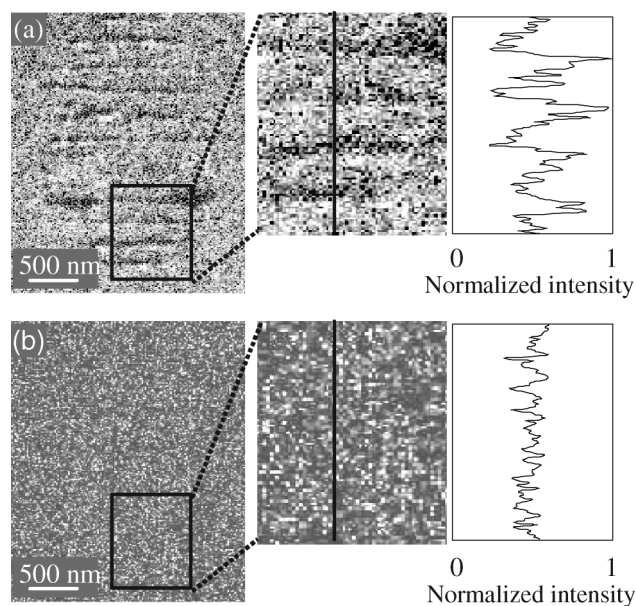 (a)
500 nm
0 1
Normalized intensity
(b)
500 nm
0 1
Normalized intensity